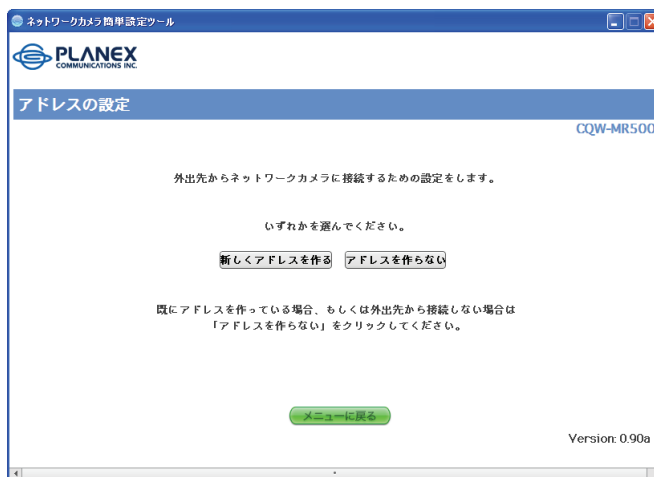 ネットワークカメラ簡単設定ツール
PLANEX
COMMUNICATIONS INC.
アドレスの設定
CQW-MR500
外出先からネットワークカメラに接続するための設定をします。
いずれかを選んでください。
新しくアドレスを作る アドレスを作らない
既にアドレスを作っている場合、もしくは外出先から接続しない場合は
「アドレスを作らない」をクリックしてください。
メニューに戻る
Version: 0.90a